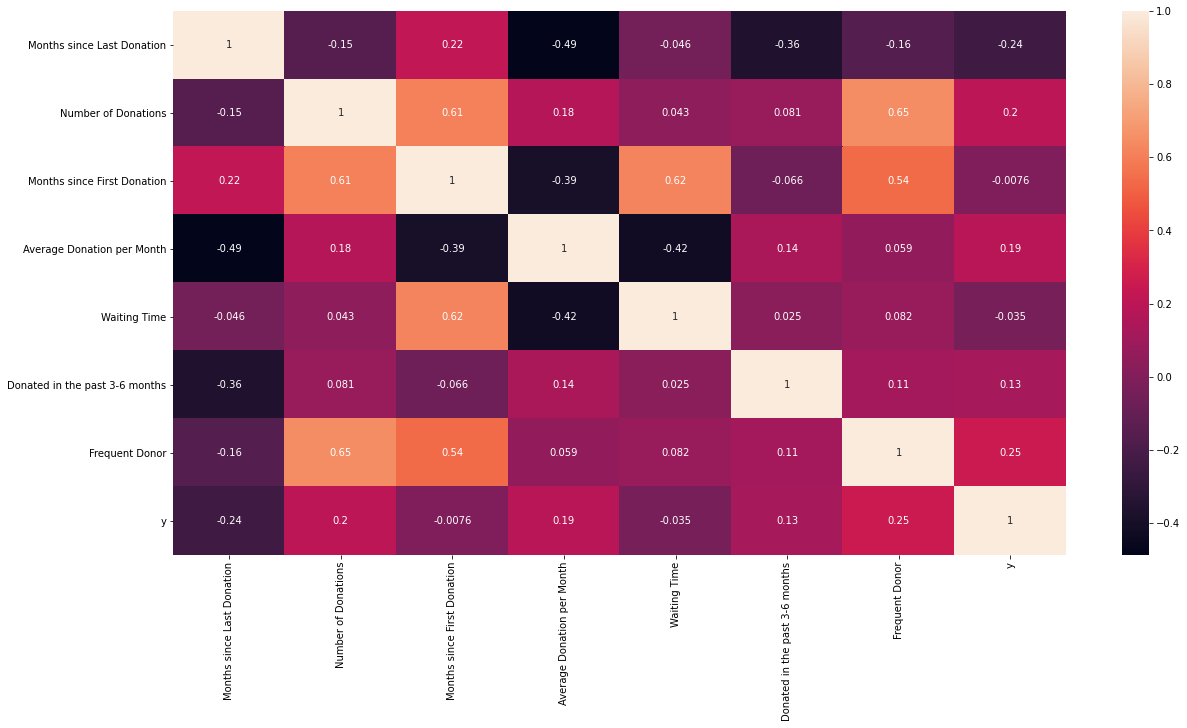 Months since Last Donation 1 -0.15 0.22 -0.49 -0.046 -0.36 -0.16 -0.24
Number of Donations -0.15 1 0.61 0.18 0.043 0.081 0.65 0.2
Months since First Donation 0.22 0.61 1 -0.39 0.62 -0.066 0.54 -0.0076
Average Donation per Month -0.49 0.18 -0.39 1 -0.42 0.14 0.059 0.19
Waiting Time -0.046 0.043 0.62 -0.42 1 0.025 0.082 -0.035
Donated in the past 3-6 months -0.36 0.081 -0.066 0.14 0.025 1 0.11 0.13
Frequent Donor -0.16 0.65 0.54 0.059 0.082 0.11 1 0.25
y -0.24 0.2 -0.0076 0.19 -0.035 0.13 0.25 1
Months since Last Donation
Number of Donations
Months since First Donation
Average Donation per Month
Waiting Time
Donated in the past 3-6 months
Frequent Donor
y
1.0
0.8
0.6
0.4
0.2
0.0
−0.2
−0.4